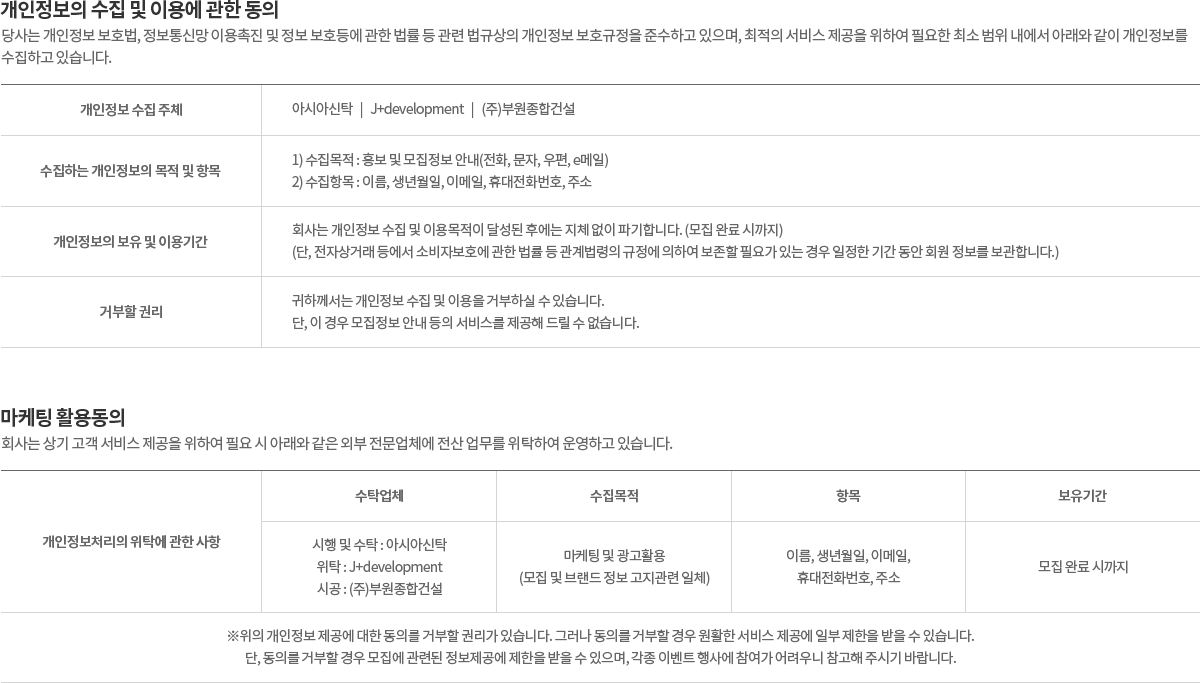 개인정보의 수집 및 이용에 관한 동의
당사는 개인정보 보호법, 정보통신망 이용촉진 및 정보 보호등에 관한 법률 등 관련 법규상의 개인정보 보호규정을 준수하고 있으며, 최적의 서비스 제공을 위하여 필요한 최소 범위 내에서 아래와 같이 개인정보를
수집하고 있습니다.
개인정보 수집 주체
아시아신탁 | J+development | (주)부원종합건설
수집하는 개인정보의 목적 및 항목
1) 수집목적 : 홍보 및 모집정보 안내(전화, 문자, 우편, e메일)
2) 수집항목 : 이름, 생년월일, 이메일, 휴대전화번호, 주소
개인정보의 보유 및 이용기간
회사는 개인정보 수집 및 이용목적이 달성된 후에는 지체 없이 파기합니다. (모집 완료 시까지)
(단, 전자상거래 등에서 소비자보호에 관한 법률 등 관계법령의 규정에 의하여 보존할 필요가 있는 경우 일정한 기간 동안 회원 정보를 보관합니다.)
거부할 권리
귀하께서는 개인정보 수집 및 이용을 거부하실 수 있습니다.
단, 이 경우 모집정보 안내 등의 서비스를 제공해 드릴 수 없습니다.
마케팅 활용동의
회사는 상기 고객 서비스 제공을 위하여 필요 시 아래와 같은 외부 전문업체에 전산 업무를 위탁하여 운영하고 있습니다.
개인정보처리의 위탁에 관한 사항
수탁업체
수집목적
항목
보유기간
시행 및 수탁 : 아시아신탁
위탁 : J+development
시공 : (주)부원종합건설
마케팅 및 광고활용
(모집 및 브랜드 정보 고지관련 일체)
이름, 생년월일, 이메일,
휴대전화번호, 주소
모집 완료 시까지
※위의 개인정보 제공에 대한 동의를 거부할 권리가 있습니다. 그러나 동의를 거부할 경우 원활한 서비스 제공에 일부 제한을 받을 수 있습니다.
단, 동의를 거부할 경우 모집에 관련된 정보제공에 제한을 받을 수 있으며, 각종 이벤트 행사에 참여가 어려우니 참고해 주시기 바랍니다.